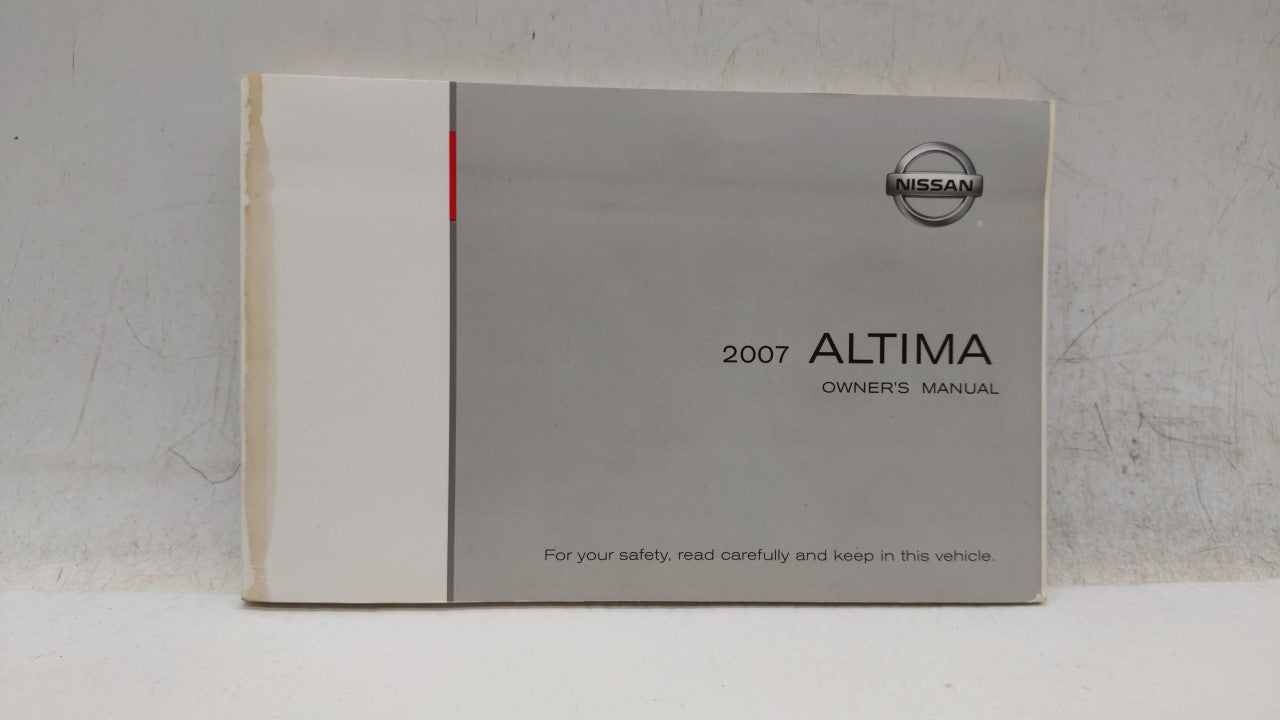 NISSAN
2007 ALTIMA
OWNER'S MANUAL
For your safety, read carefully and keep in this vehicle.